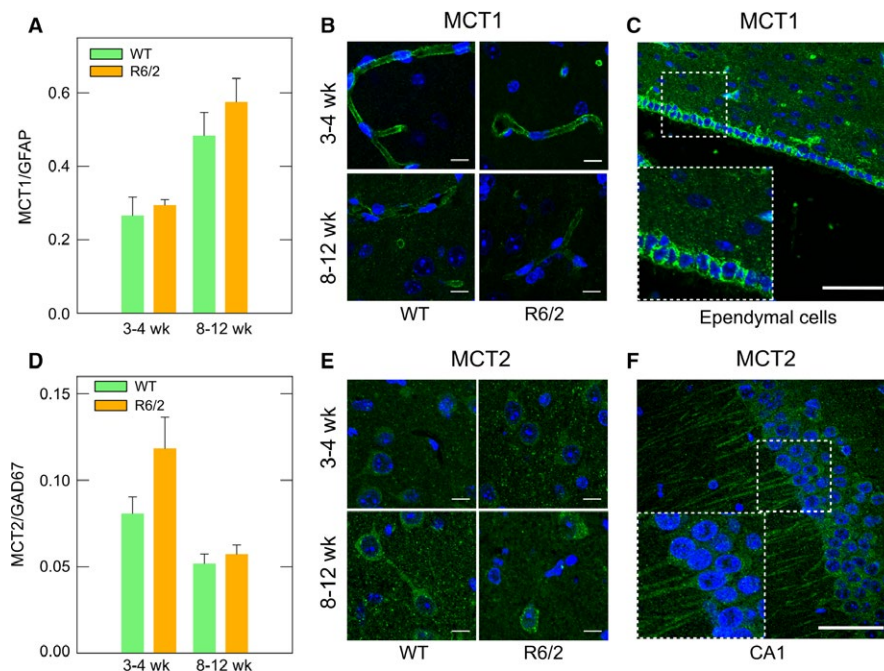 A
WT
R6/2
MCT1/GFAP
0.6
0.4
0.2
0.0
3-4 wk 8-12 wk
B
MCT1
3-4 wk
8-12 wk
WT R6/2
C
MCT1
Ependymal cells
D
WT
R6/2
MCT2/GAD67
0.15
0.10
0.05
0.00
3-4 wk 8-12 wk
E
MCT2
3-4 wk
8-12 wk
WT R6/2
F
MCT2
CA1